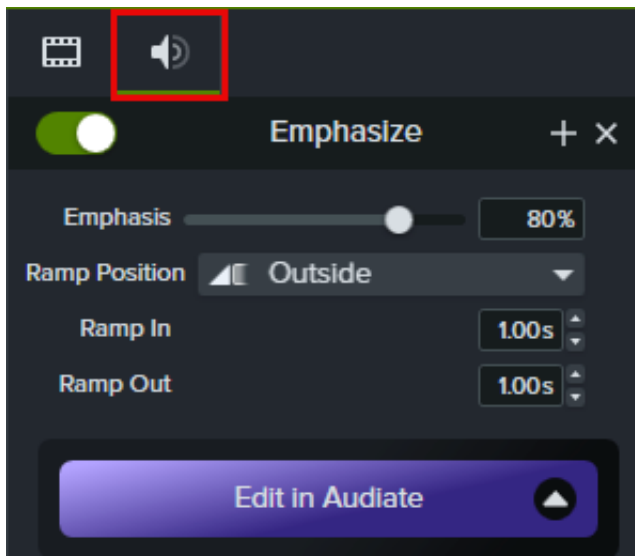 Emphasize
Emphasis 80%
Ramp Position Outside
Ramp In 1.00s
Ramp Out 1.00s
Edit in Audiate